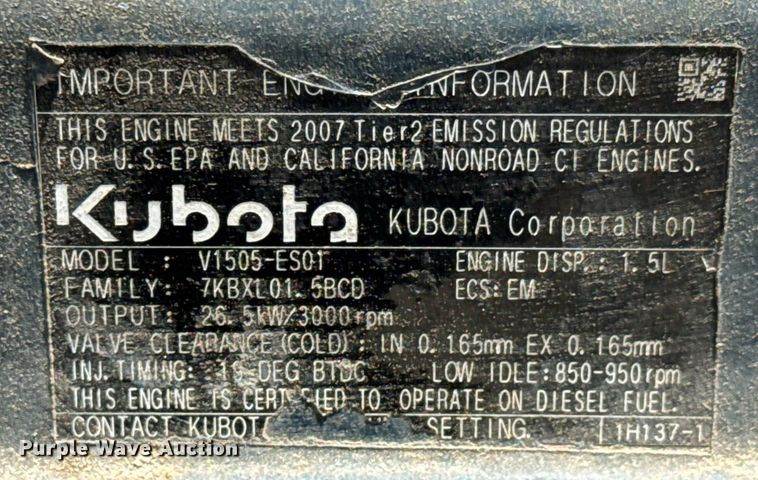 IMPORTANT INFORMATION
THIS ENGINE MEETS 2007 Tier2 EMISSION REGULATIONS
FOR U.S. EPA AND CALIFORNIA NONROAD CI ENGINES.
Kubota KUBOTA Corporation
MODEL : V1505-ES01 ENGINE DISP.: 1.5L
FAMILY: 7KBXL01.5BCD ECS:EM
OUTPUT: 26.5kW/3000rpm
VALVE CLEARANCE(COLD): IN 0.165mm EX 0.165mm
INJ.TIMING: DEG BTDC LOW IDLE:850-950rpm
THIS ENGINE IS CERTIFIED TO OPERATE ON DIESEL FUEL.
CONTACT KUBOTA SETTING. 1H137-1
Purple Wave Auction